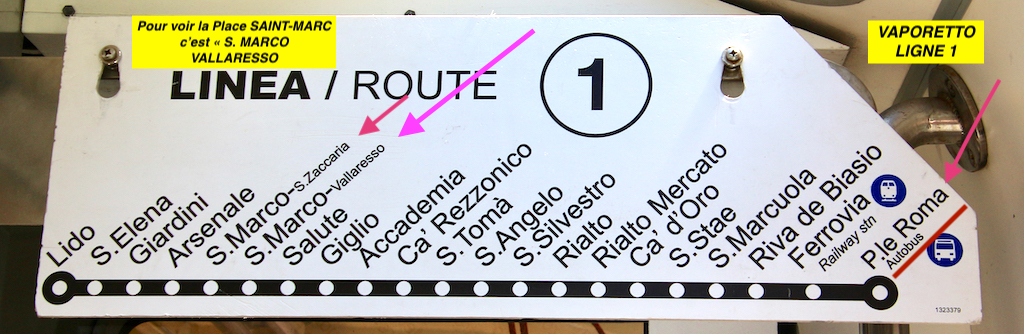 Pour voir la Place SAINT-MARC
c'est « S. MARCO
VALLARESSO
VAPORETTO
LIGNE 1
LINEA / ROUTE 1
Lido
S.Elena
Giardini
Arsenale
S.Marco-S.Zaccaria
S.Marco-Vallaresso
Salute
Giglio
Accademia
Ca' Rezzonico
S. Tomà
S.Angelo
S.Silvestro
Rialto
Rialto Mercato
Ca' d'Oro
S.Stae
S.Marcuola
Riva de Biasio
Ferrovia
Railway stn
P.le Roma
Autobus
1323379